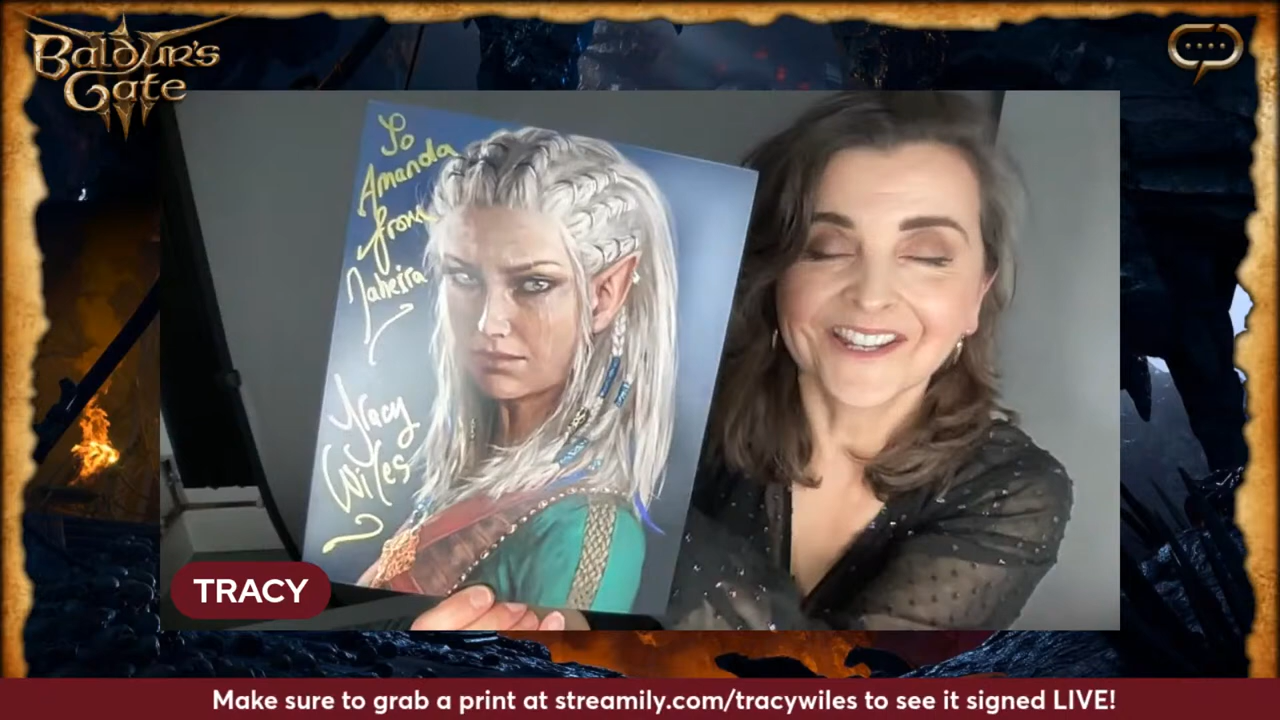 Baldur's
Gate
III
To
Amanda
from
Jaheira
Tracy
Wiles
TRACY
Make sure to grab a print at streamily.com/tracywiles to see it signed LIVE!